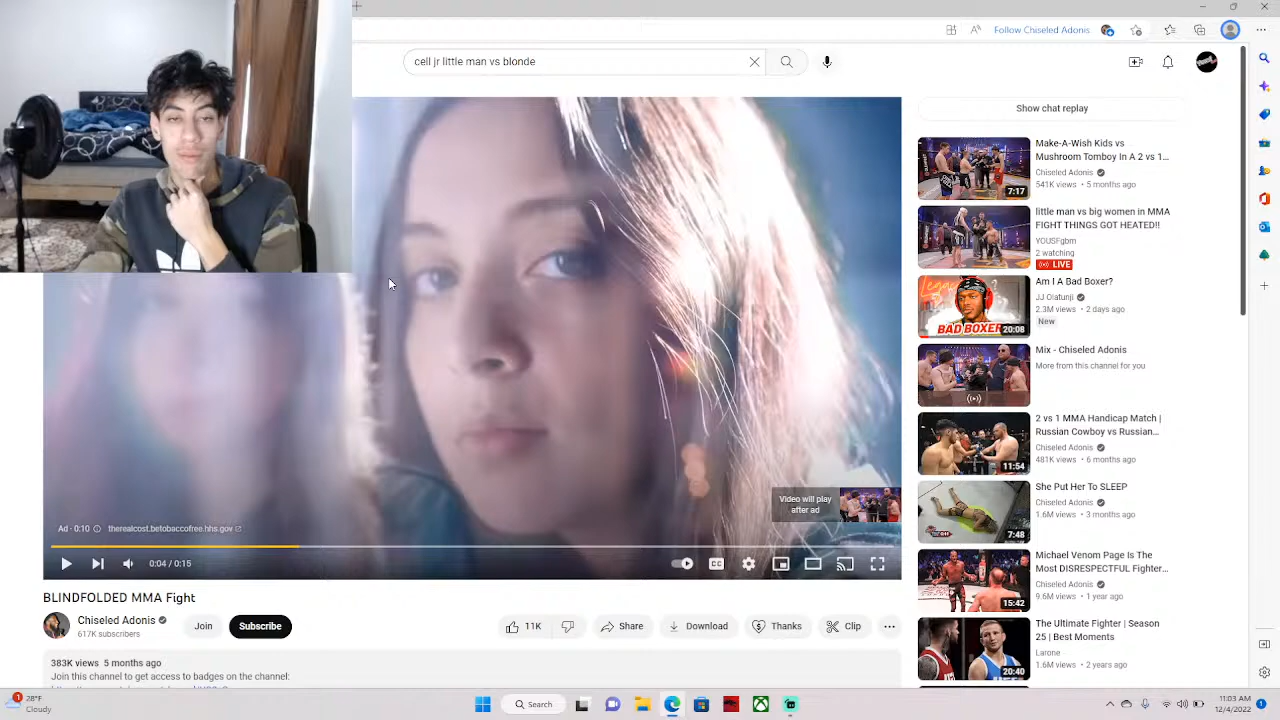 Follow Chiseled Adonis
cell jr little man vs blonde
Show chat replay
Make-A-Wish Kids vs
Mushroom Tomboy In A 2 vs 1...
Chiseled Adonis
541K views • 5 months ago
7:17
little man vs big women in MMA
FIGHT THINGS GOT HEATED!!
YOUSFgbm
2 watching
LIVE
Am I A Bad Boxer?
JJ Olatunji
2.3M views • 2 days ago
New
BAD BOXER
20:08
Mix - Chiseled Adonis
More from this channel for you
2 vs 1 MMA Handicap Match |
Russian Cowboy vs Russian...
Chiseled Adonis
481K views • 6 months ago
11:54
She Put Her To SLEEP
Chiseled Adonis
1.6M views • 3 months ago
7:48
Michael Venom Page Is The
Most DISRESPECTFUL Fighter...
Chiseled Adonis
9.6M views • 1 year ago
15:42
The Ultimate Fighter | Season
25 | Best Moments
Larone
1.6M views • 2 years ago
20:40
Video will play
after ad
Ad · 0:10
therealcost.betobaccofree.hhs.gov
0:04 / 0:15
CC
BLINDFOLDED MMA Fight
Chiseled Adonis
617K subscribers
Join
Subscribe
11K
Share
Download
Thanks
Clip
383K views 5 months ago
Join this channel to get access to badges on the channel:
1
28°F
Cloudy
Search
11:03 AM
12/4/2022